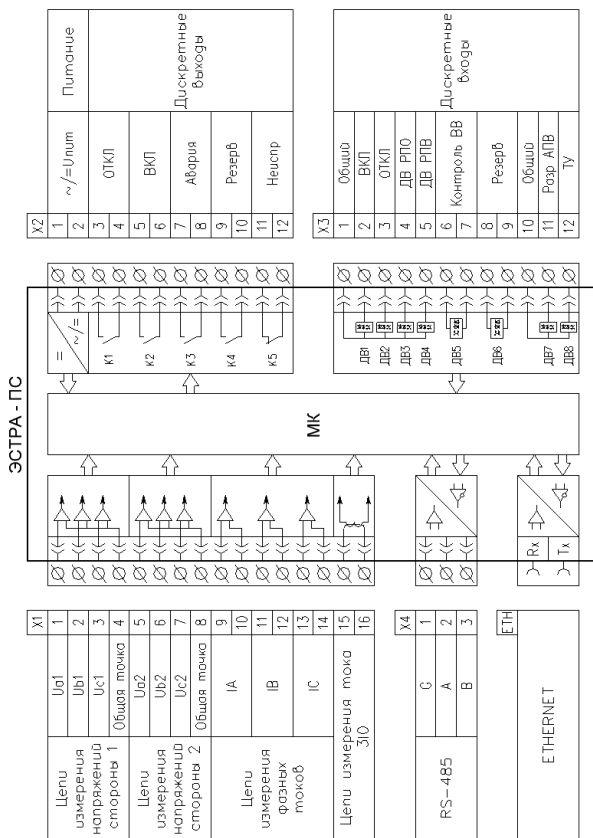 ЭСТРА - ПС
X1
Цепи
измерения
напряжений
стороны 1
1
Ua1
2
Ub1
3
Uc1
4
Общая точка
Цепи
измерения
напряжений
стороны 2
5
Ua2
6
Ub2
7
Uc2
8
Общая точка
Цепи
измерения
фазных
токов
9
10
IA
11
12
IB
13
14
IC
Цепи измерения тока
3I0
15
16
X4
RS-485
1
G
2
A
3
B
ETH
ETHERNET
Rx
Tx
МК
=
~/=
К1
К2
К3
К4
К5
ДВ1
ДВ2
ДВ3
ДВ4
ДВ5
ДВ6
ДВ7
ДВ8
X2
1
2
~/=Uпит
Питание
3
4
ОТКЛ
5
6
ВКЛ
7
8
Авария
9
10
Резерв
11
12
Неиспр
Дискретные
выходы
X3
1
Общий
2
ВКЛ
3
ОТКЛ
4
ДВ РПО
5
ДВ РПВ
6
7
Контроль ВВ
8
9
Резерв
10
Общий
11
Разр АПВ
12
ТУ
Дискретные
входы